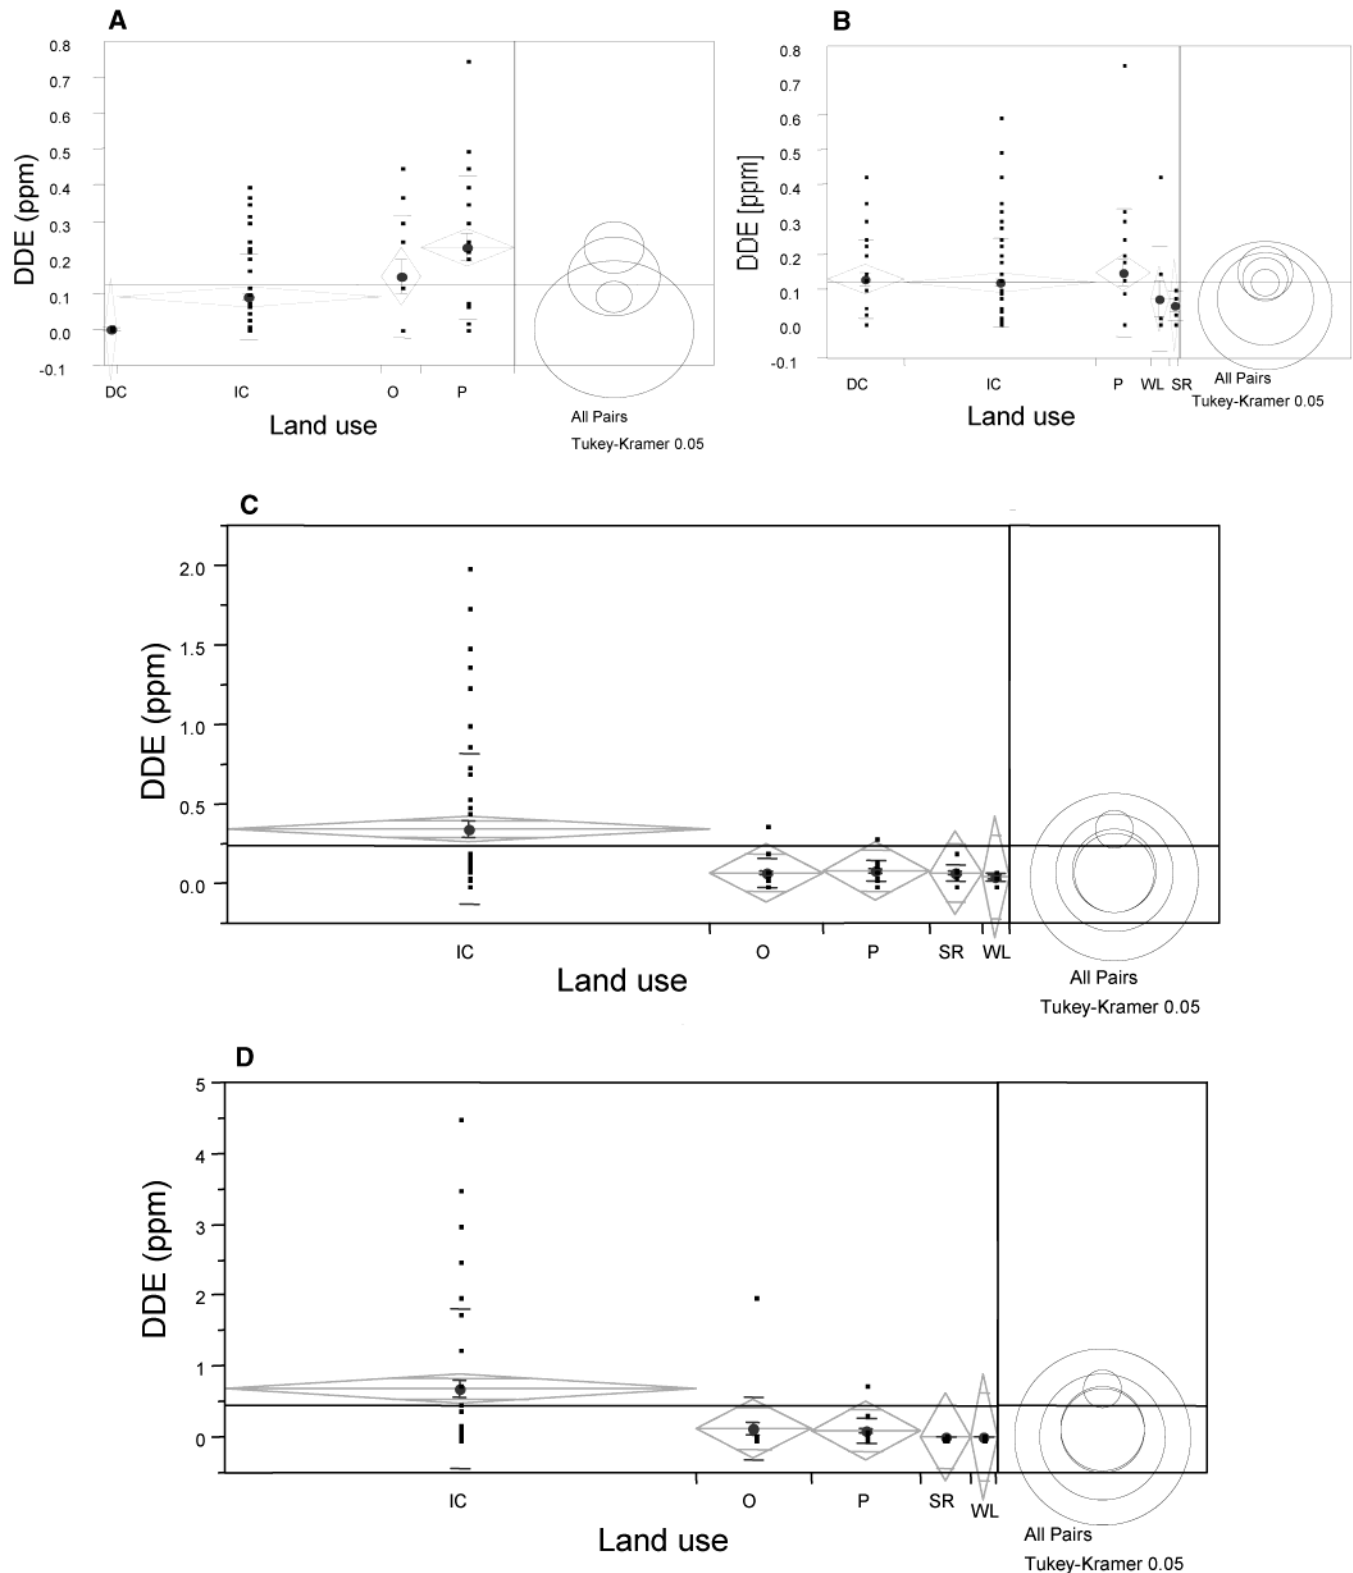 A
0.8
0.7
0.6
0.5
0.4
0.3
0.2
0.1
0.0
-0.1
DDE (ppm)
DC IC O P
Land use
All Pairs
Tukey-Kramer 0.05
B
0.8
0.7
0.6
0.5
0.4
0.3
0.2
0.1
0.0
-0.1
DDE [ppm]
DC IC P WL SR
Land use
All Pairs
Tukey-Kramer 0.05
C
2.0
1.5
1.0
0.5
0.0
DDE (ppm)
IC O P SR WL
Land use
All Pairs
Tukey-Kramer 0.05
D
5
4
3
2
1
0
DDE (ppm)
IC O P SR WL
Land use
All Pairs
Tukey-Kramer 0.05